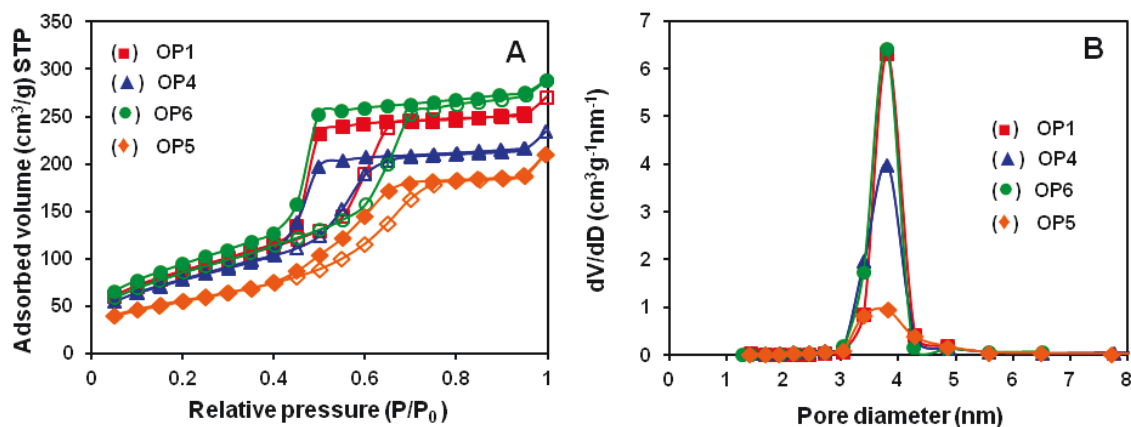 A
Adsorbed volume (cm³/g) STP
350
300
250
200
150
100
50
0
( ) OP1
( ) OP4
( ) OP6
( ) OP5
0 0.2 0.4 0.6 0.8 1
Relative pressure (P/P₀)
B
dV/dD (cm³g⁻¹nm⁻¹)
7
6
5
4
3
2
1
0
( ) OP1
( ) OP4
( ) OP6
( ) OP5
0 1 2 3 4 5 6 7 8
Pore diameter (nm)